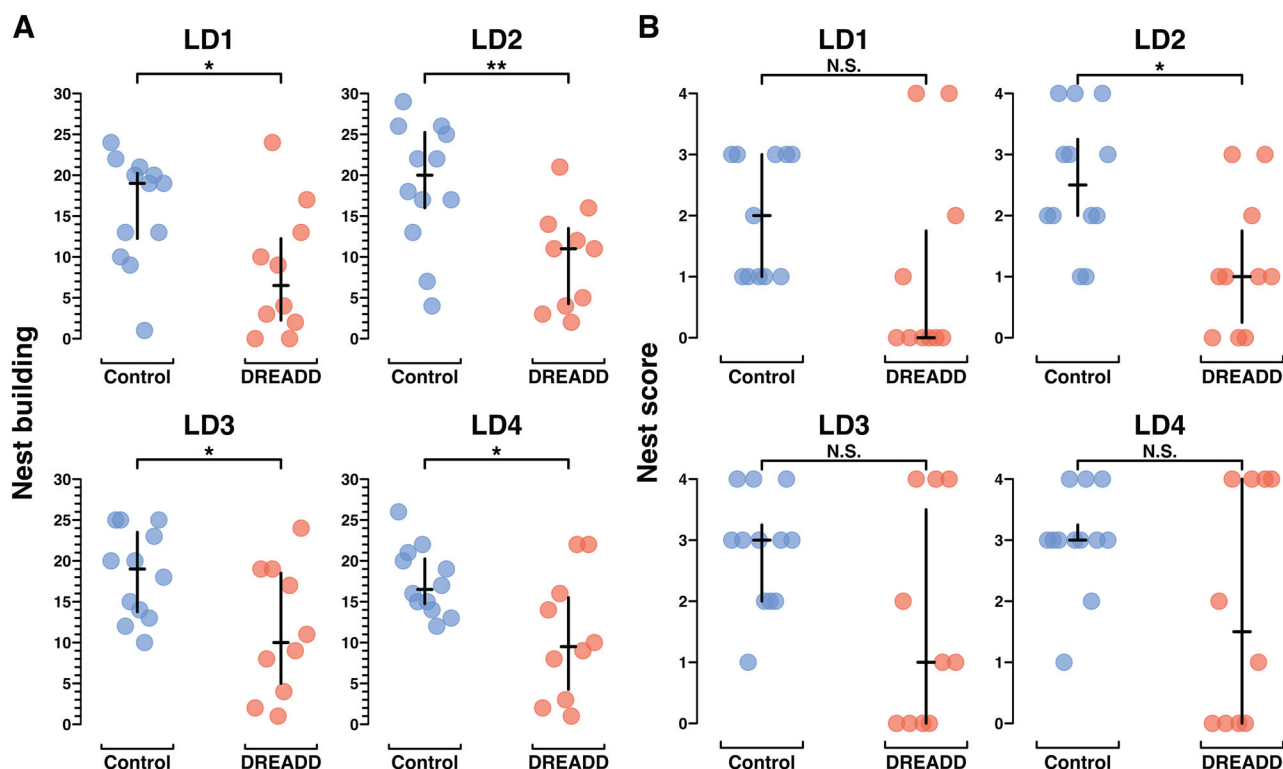 A
B
LD1
LD2
LD1
LD2
*
**
N.S.
*
30
25
20
15
10
5
0
30
25
20
15
10
5
0
4
3
2
1
0
4
3
2
1
0
Control DREADD
Control DREADD
Control DREADD
Control DREADD
Nest building
Nest score
LD3
LD4
LD3
LD4
*
*
N.S.
N.S.
30
25
20
15
10
5
0
30
25
20
15
10
5
0
4
3
2
1
0
4
3
2
1
0
Control DREADD
Control DREADD
Control DREADD
Control DREADD